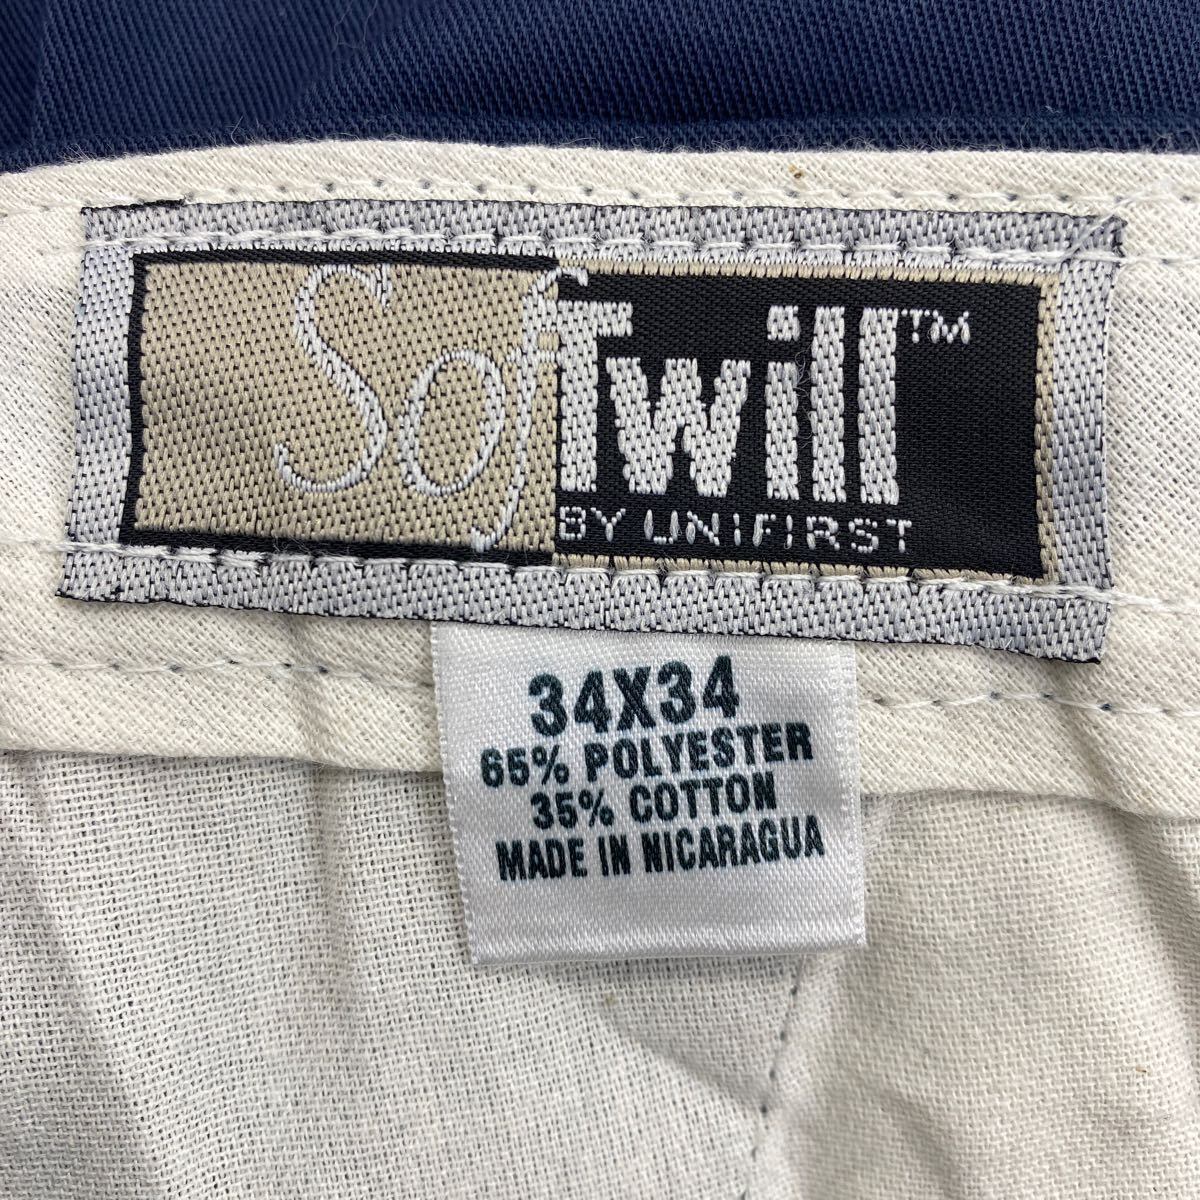 SofTwill™
BY UNiFIRST
34X34
65% POLYESTER
35% COTTON
MADE IN NICARAGUA